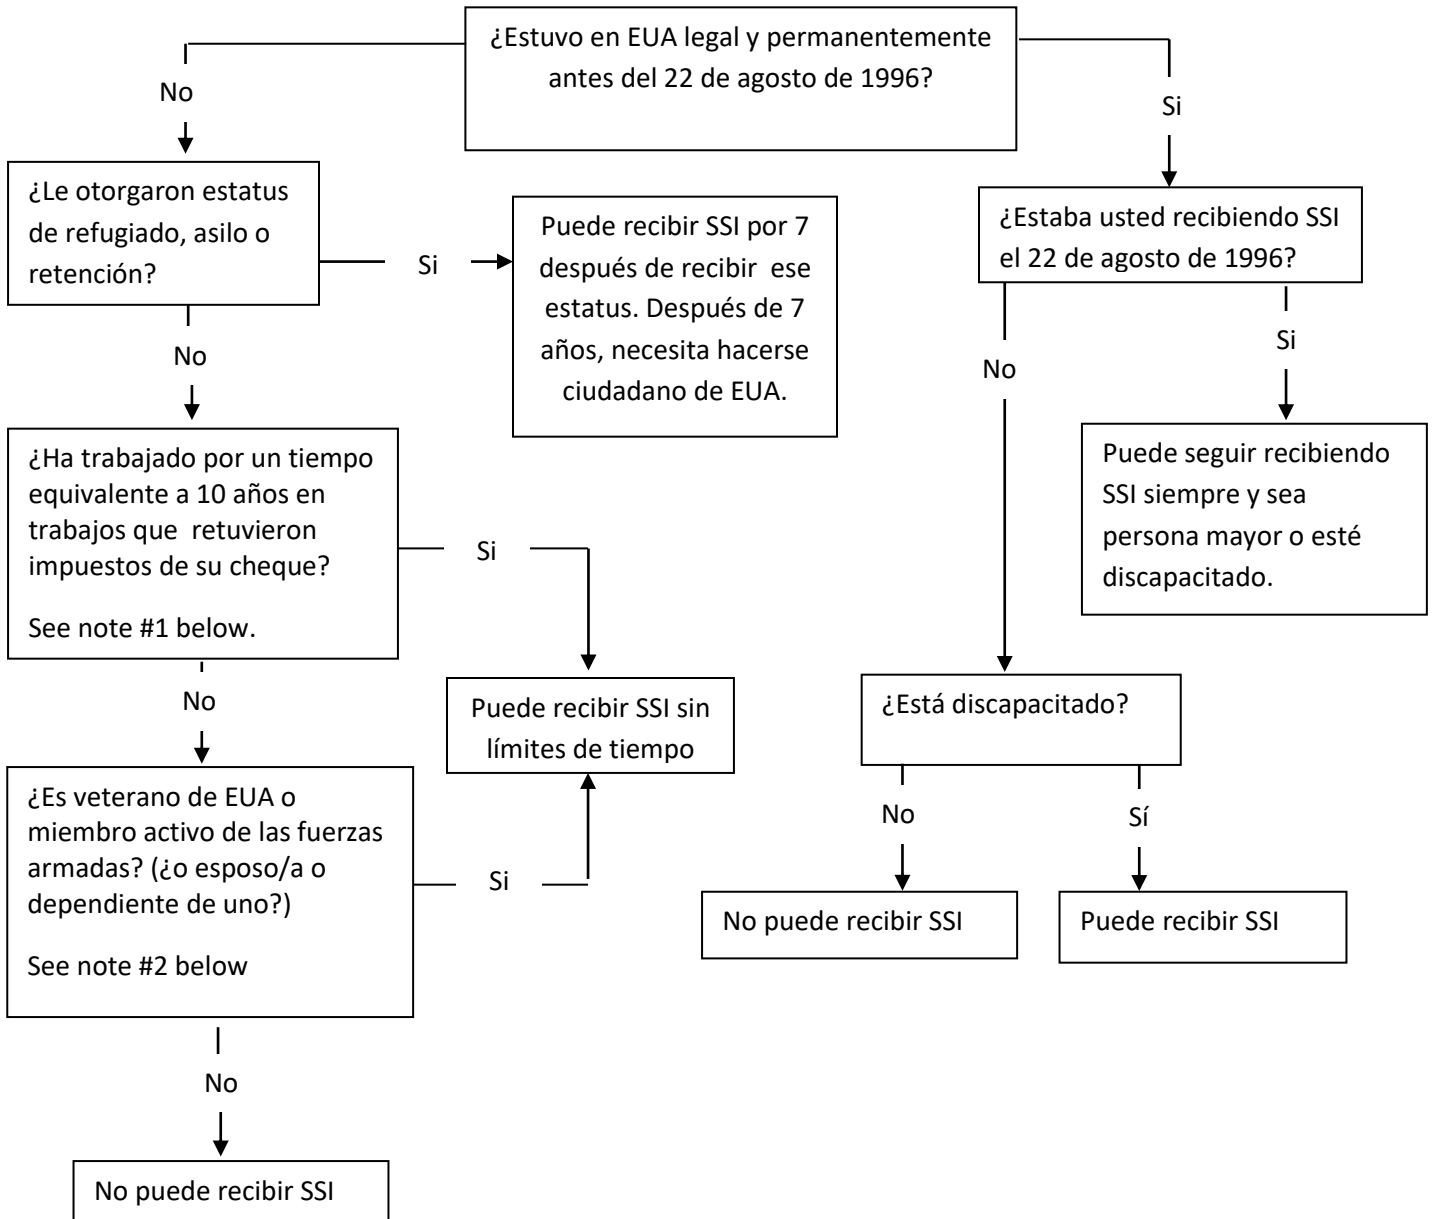 ¿Estuvo en EUA legal y permanentemente
antes del 22 de agosto de 1996?
No
Si
¿Le otorgaron estatus
de refugiado, asilo o
retención?
Si
Puede recibir SSI por 7
después de recibir ese
estatus. Después de 7
años, necesita hacerse
ciudadano de EUA.
¿Estaba usted recibiendo SSI
el 22 de agosto de 1996?
No
No
Si
¿Ha trabajado por un tiempo
equivalente a 10 años en
trabajos que retuvieron
impuestos de su cheque?
See note #1 below.
Si
Puede seguir recibiendo
SSI siempre y sea
persona mayor o esté
discapacitado.
No
Puede recibir SSI sin
límites de tiempo
¿Está discapacitado?
¿Es veterano de EUA o
miembro activo de las fuerzas
armadas? (¿o esposo/a o
dependiente de uno?)
See note #2 below
Si
No
Sí
No puede recibir SSI
Puede recibir SSI
No
No puede recibir SSI